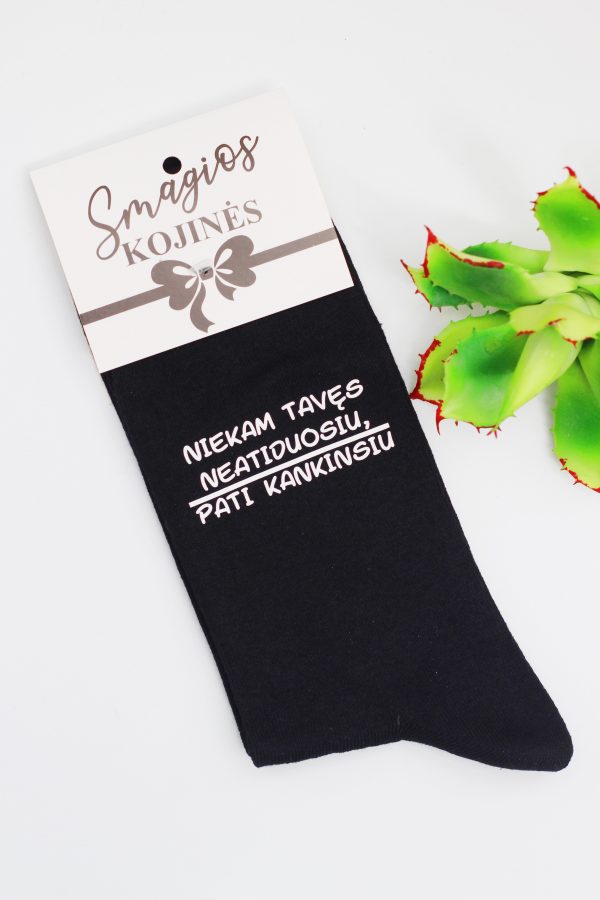 Smagios
KOJINĖS
NIEKAM TAVĘS
NEATIDUOSIU,
PATI KANKINSIU